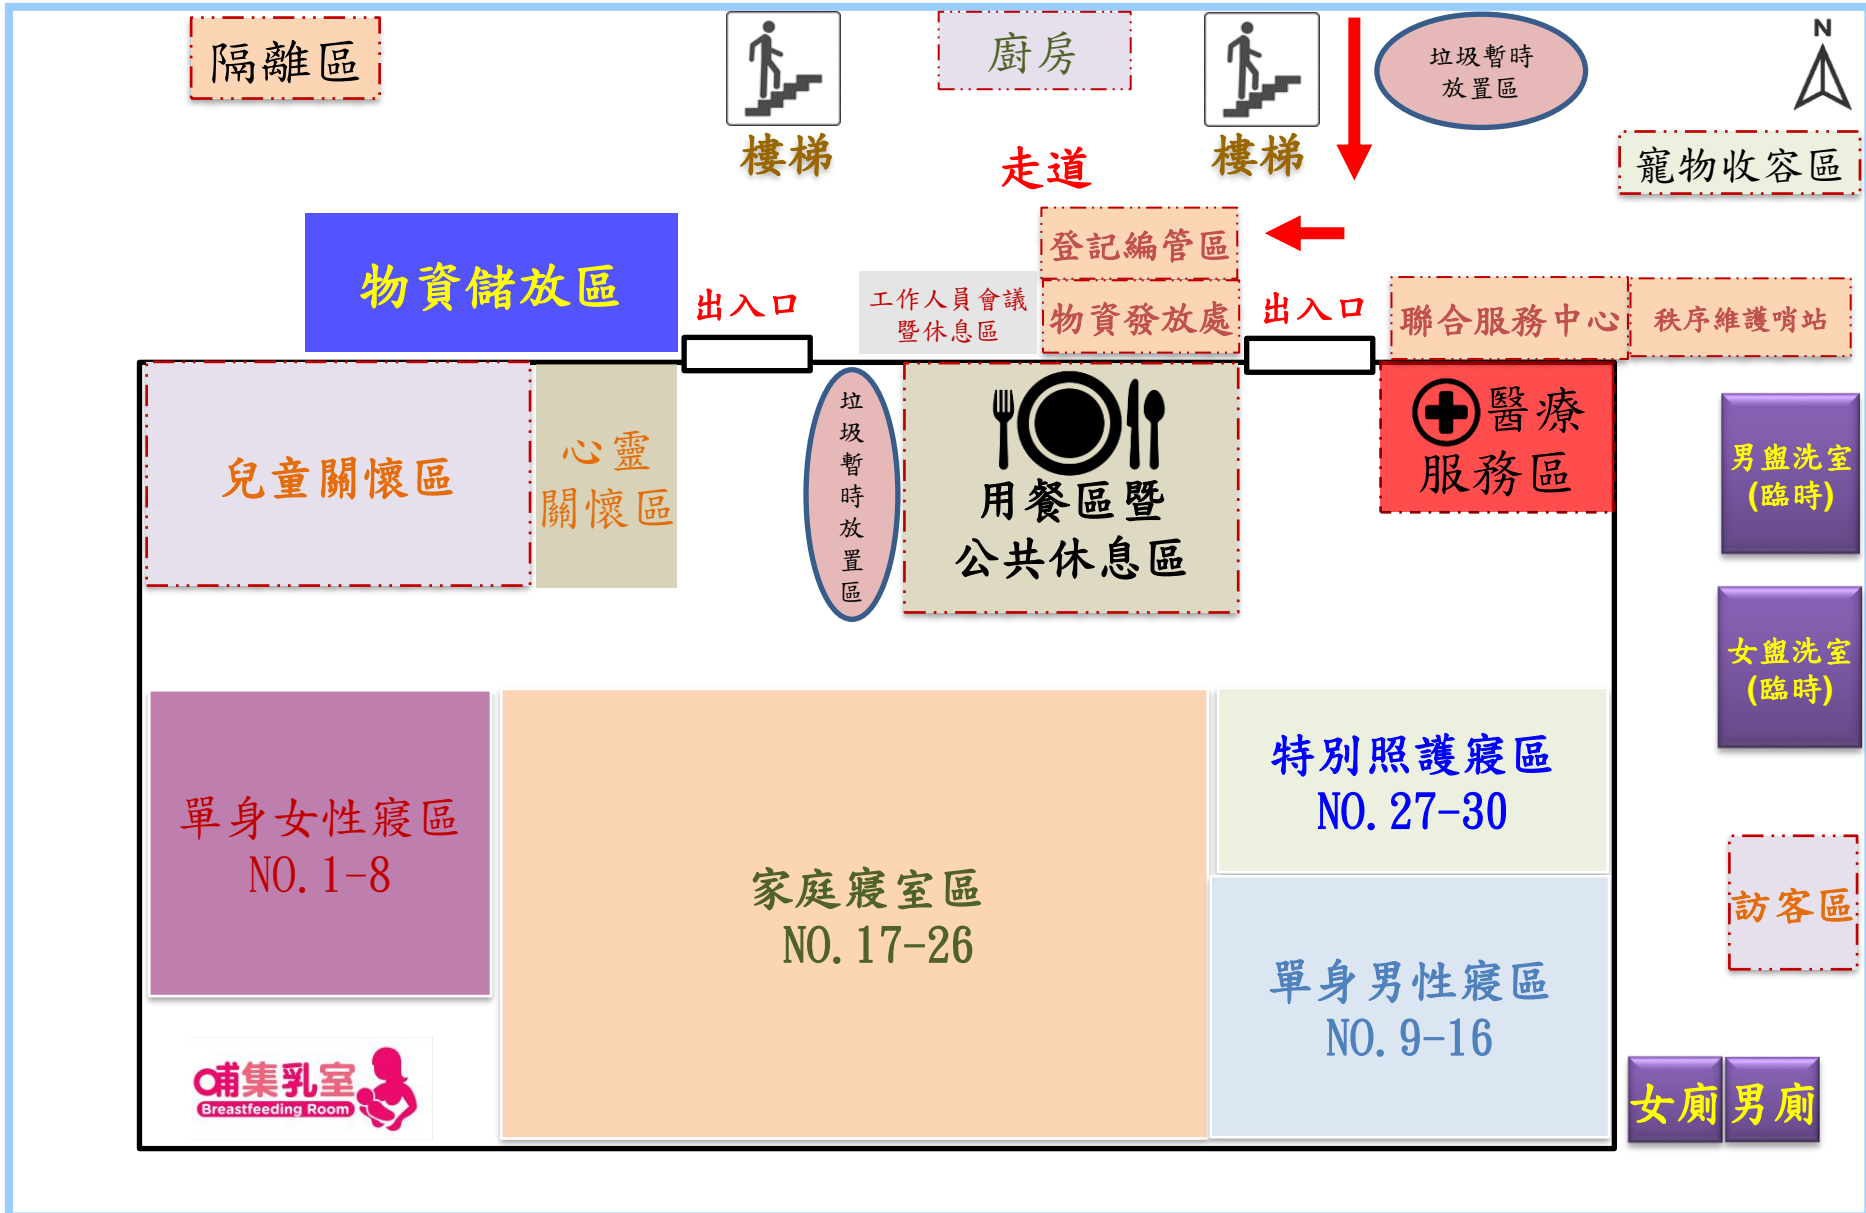 隔離區
樓梯
廚房
樓梯
垃圾暫時
放置區
N
走道
寵物收容區
物資儲放區
出入口
工作人員會議
暨休息區
登記編管區
物資發放處
出入口
聯合服務中心
秩序維護哨站
兒童關懷區
心靈
關懷區
垃圾暫時放置區
用餐區暨
公共休息區
醫療
服務區
男盥洗室
(臨時)
女盥洗室
(臨時)
單身女性寢區
NO.1-8
家庭寢室區
NO.17-26
特別照護寢區
NO.27-30
單身男性寢區
NO.9-16
訪客區
哺集乳室
Breastfeeding Room
女廁
男廁